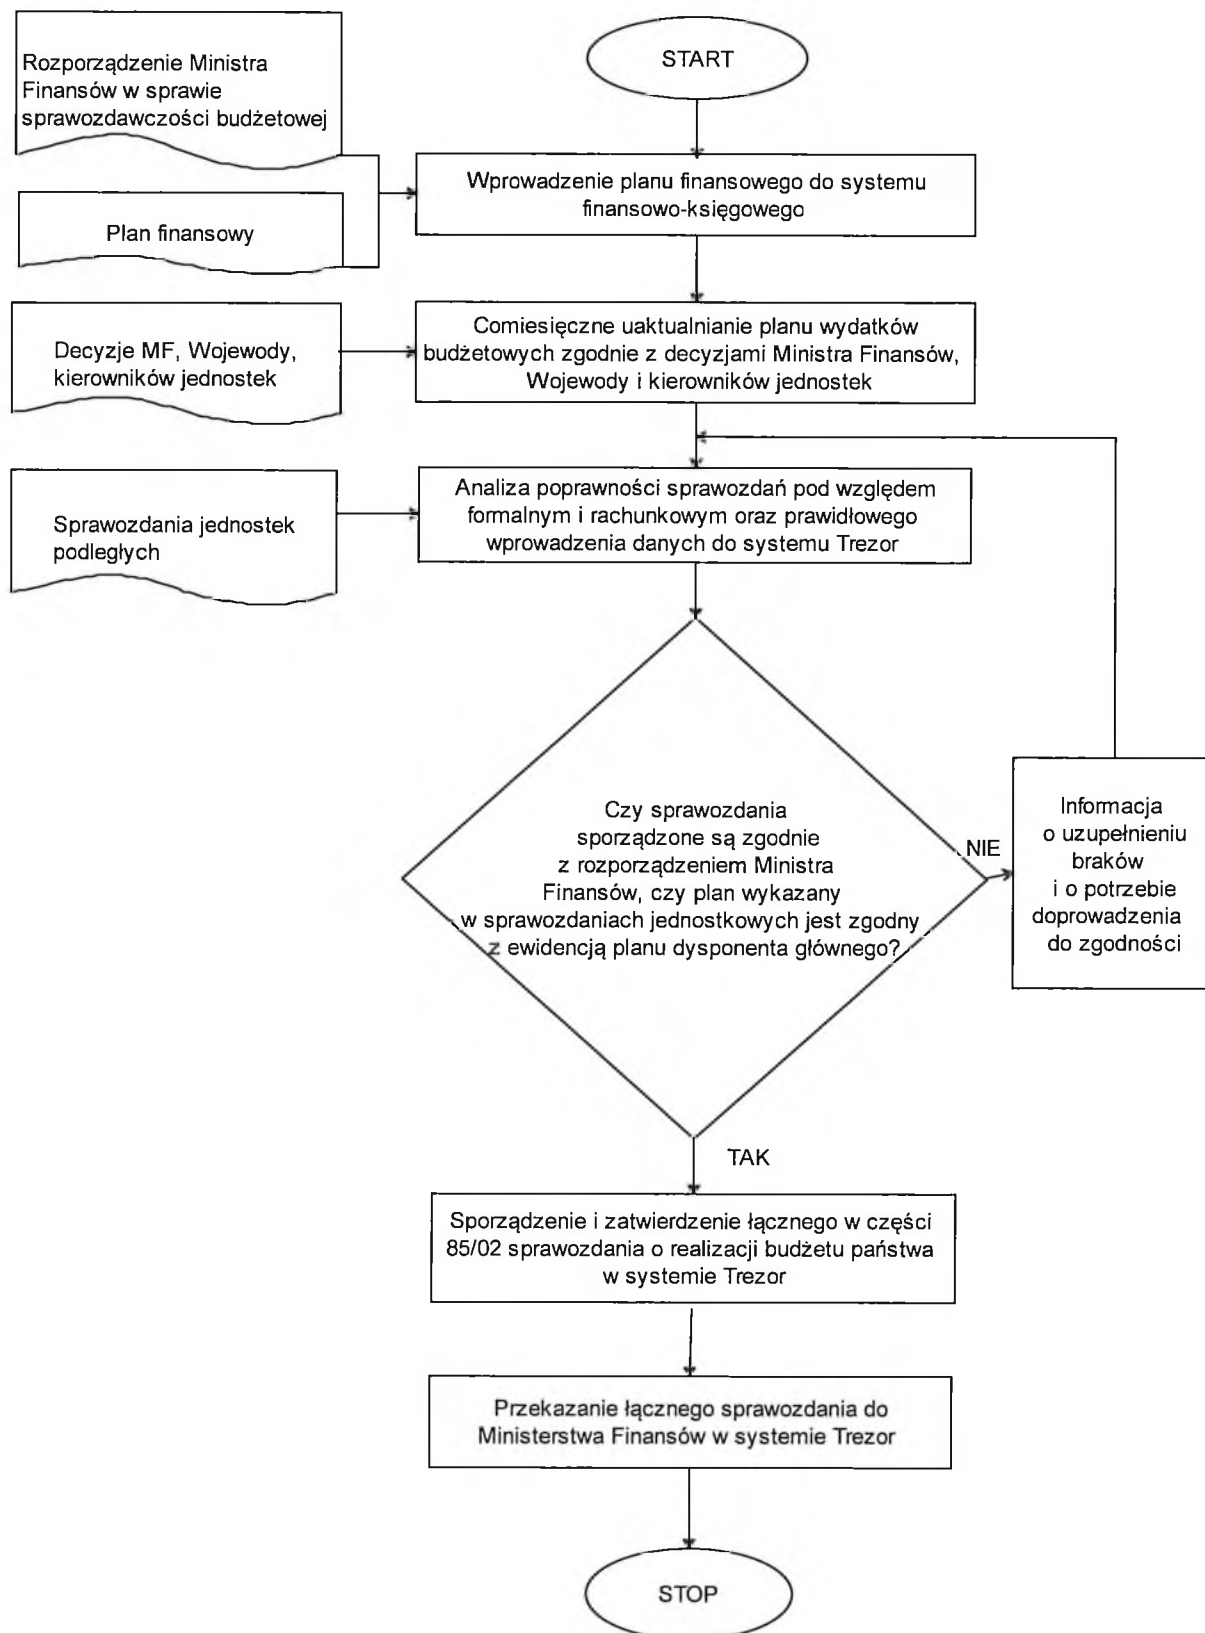 START
Rozporządzenie Ministra
Finansów w sprawie
sprawozdawczości budżetowej
Wprowadzenie planu finansowego do systemu
finansowo-księgowego
Plan finansowy
Comiesięczne uaktualnianie planu wydatków
budżetowych zgodnie z decyzjami Ministra Finansów,
Wojewody i kierowników jednostek
Decyzje MF, Wojewody,
kierowników jednostek
Analiza poprawności sprawozdań pod względem
formalnym i rachunkowym oraz prawidłowego
wprowadzenia danych do systemu Trezor
Sprawozdania jednostek
podległych
Czy sprawozdania
sporządzone są zgodnie
z rozporządzeniem Ministra
Finansów, czy plan wykazany
w sprawozdaniach jednostkowych jest zgodny
z ewidencją planu dysponenta głównego?
NIE
Informacja
o uzupełnieniu
braków
i o potrzebie
doprowadzenia
do zgodności
TAK
Sporządzenie i zatwierdzenie łącznego w części
85/02 sprawozdania o realizacji budżetu państwa
w systemie Trezor
Przekazanie łącznego sprawozdania do
Ministerstwa Finansów w systemie Trezor
STOP